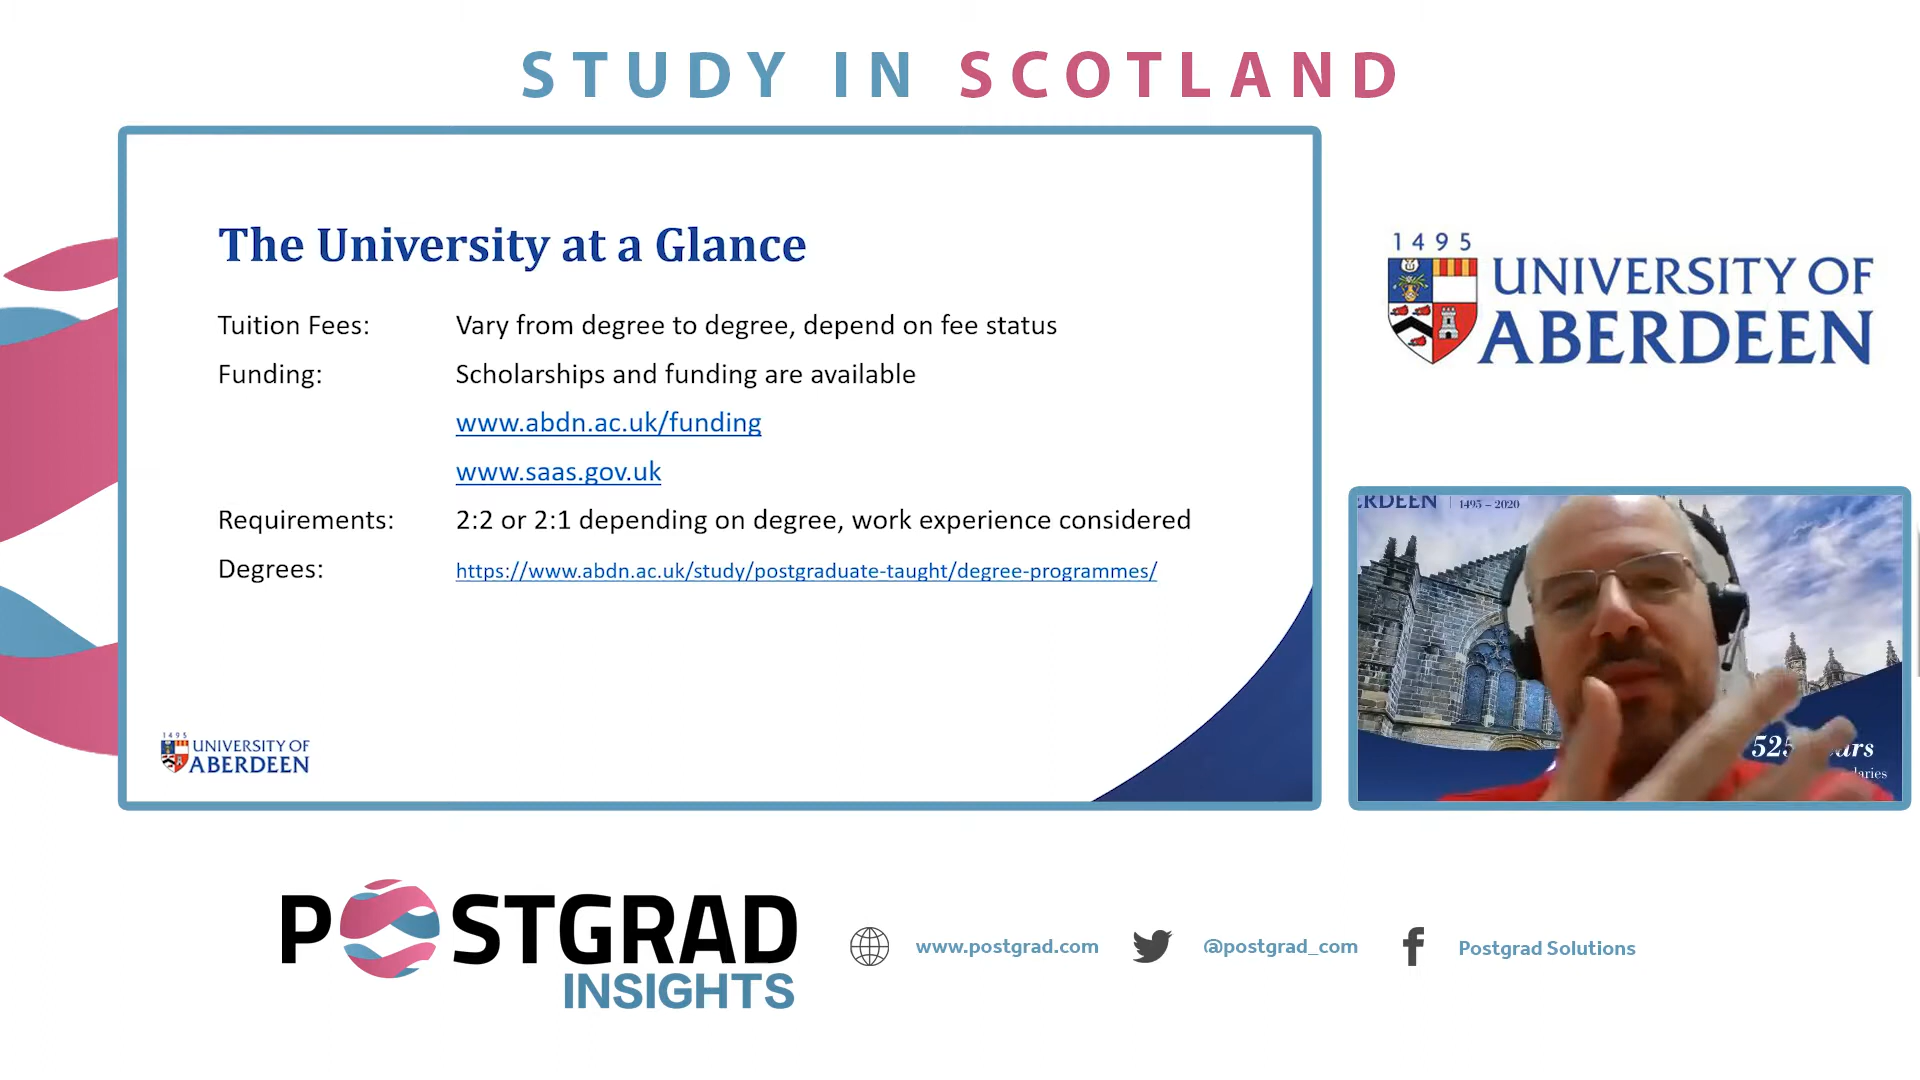 STUDY IN SCOTLAND
The University at a Glance
Tuition Fees: Vary from degree to degree, depend on fee status
Funding: Scholarships and funding are available
www.abdn.ac.uk/funding
www.saas.gov.uk
Requirements: 2:2 or 2:1 depending on degree, work experience considered
Degrees: https://www.abdn.ac.uk/study/postgraduate-taught/degree-programmes/
1495
UNIVERSITY OF
ABERDEEN
1495
UNIVERSITY OF
ABERDEEN
ERDEEN | 1495 – 2020
525
POSTGRAD
INSIGHTS
www.postgrad.com
@postgrad_com
Postgrad Solutions